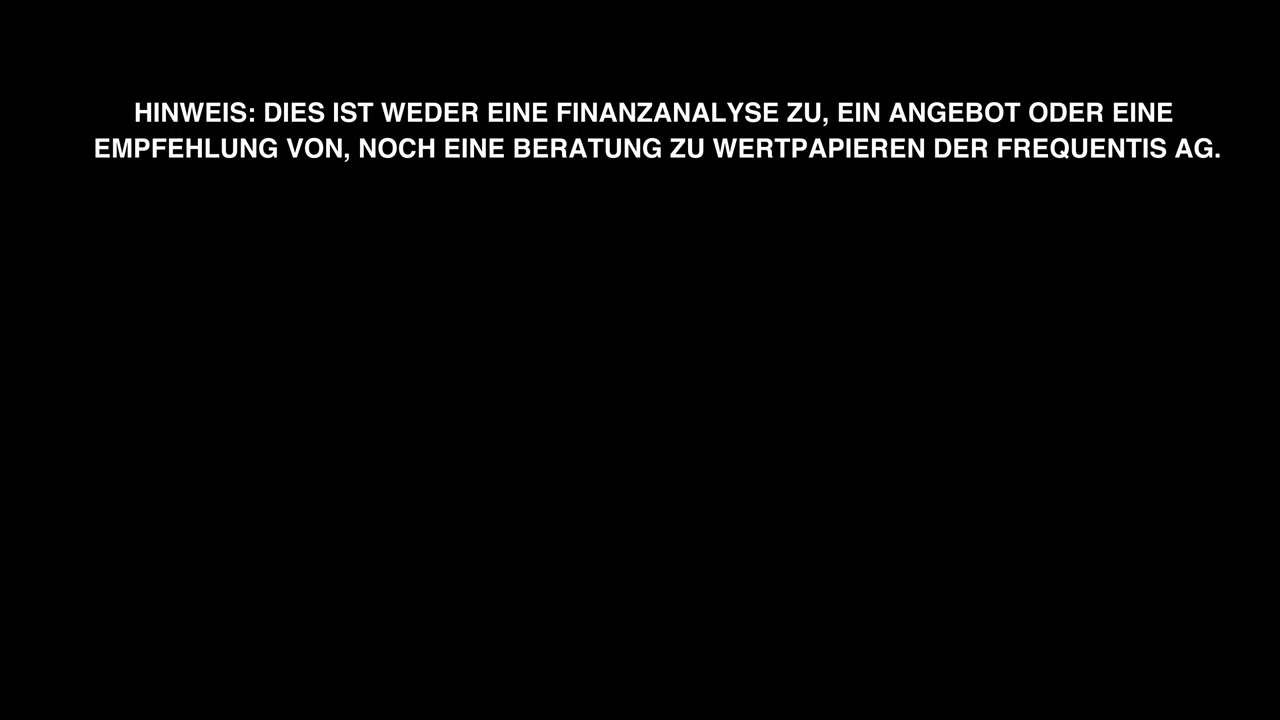 HINWEIS: DIES IST WEDER EINE FINANZANALYSE ZU, EIN ANGEBOT ODER EINE
EMPFEHLUNG VON, NOCH EINE BERATUNG ZU WERTPAPIEREN DER FREQUENTIS AG.